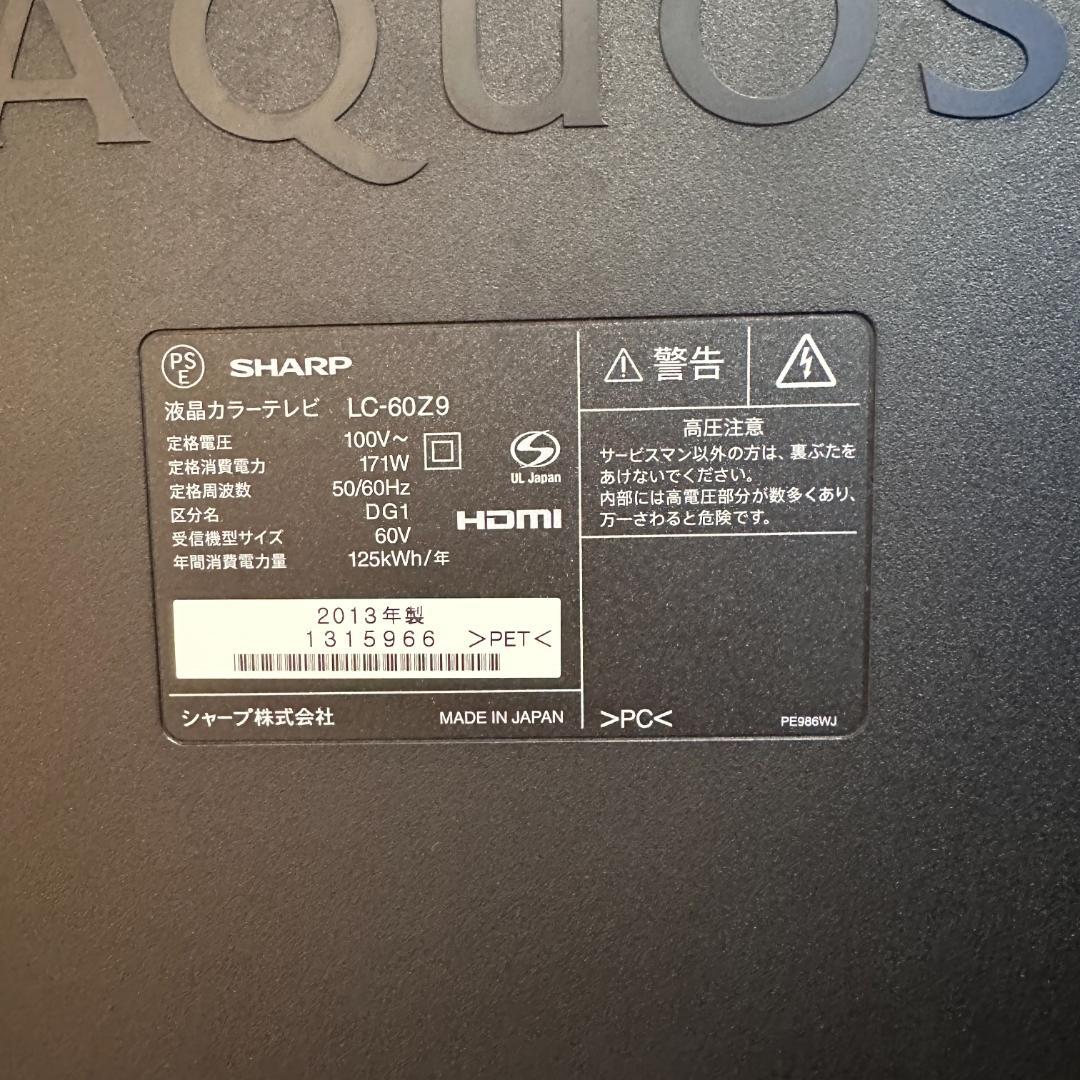 AQUOS
PSE SHARP
液晶カラーテレビ LC-60Z9
定格電圧 100V～
定格消費電力 171W
定格周波数 50/60Hz
区分名 DG1
受信機型サイズ 60V
年間消費電力量 125kWh/年
UL Japan
HDMI
2013年製
1315966 >PET<
シャープ株式会社 MADE IN JAPAN
警告
高圧注意
サービスマン以外の方は、裏ぶたを
あけないでください。
内部には高電圧部分が数多くあり、
万一さわると危険です。
>PC< PE986WJ